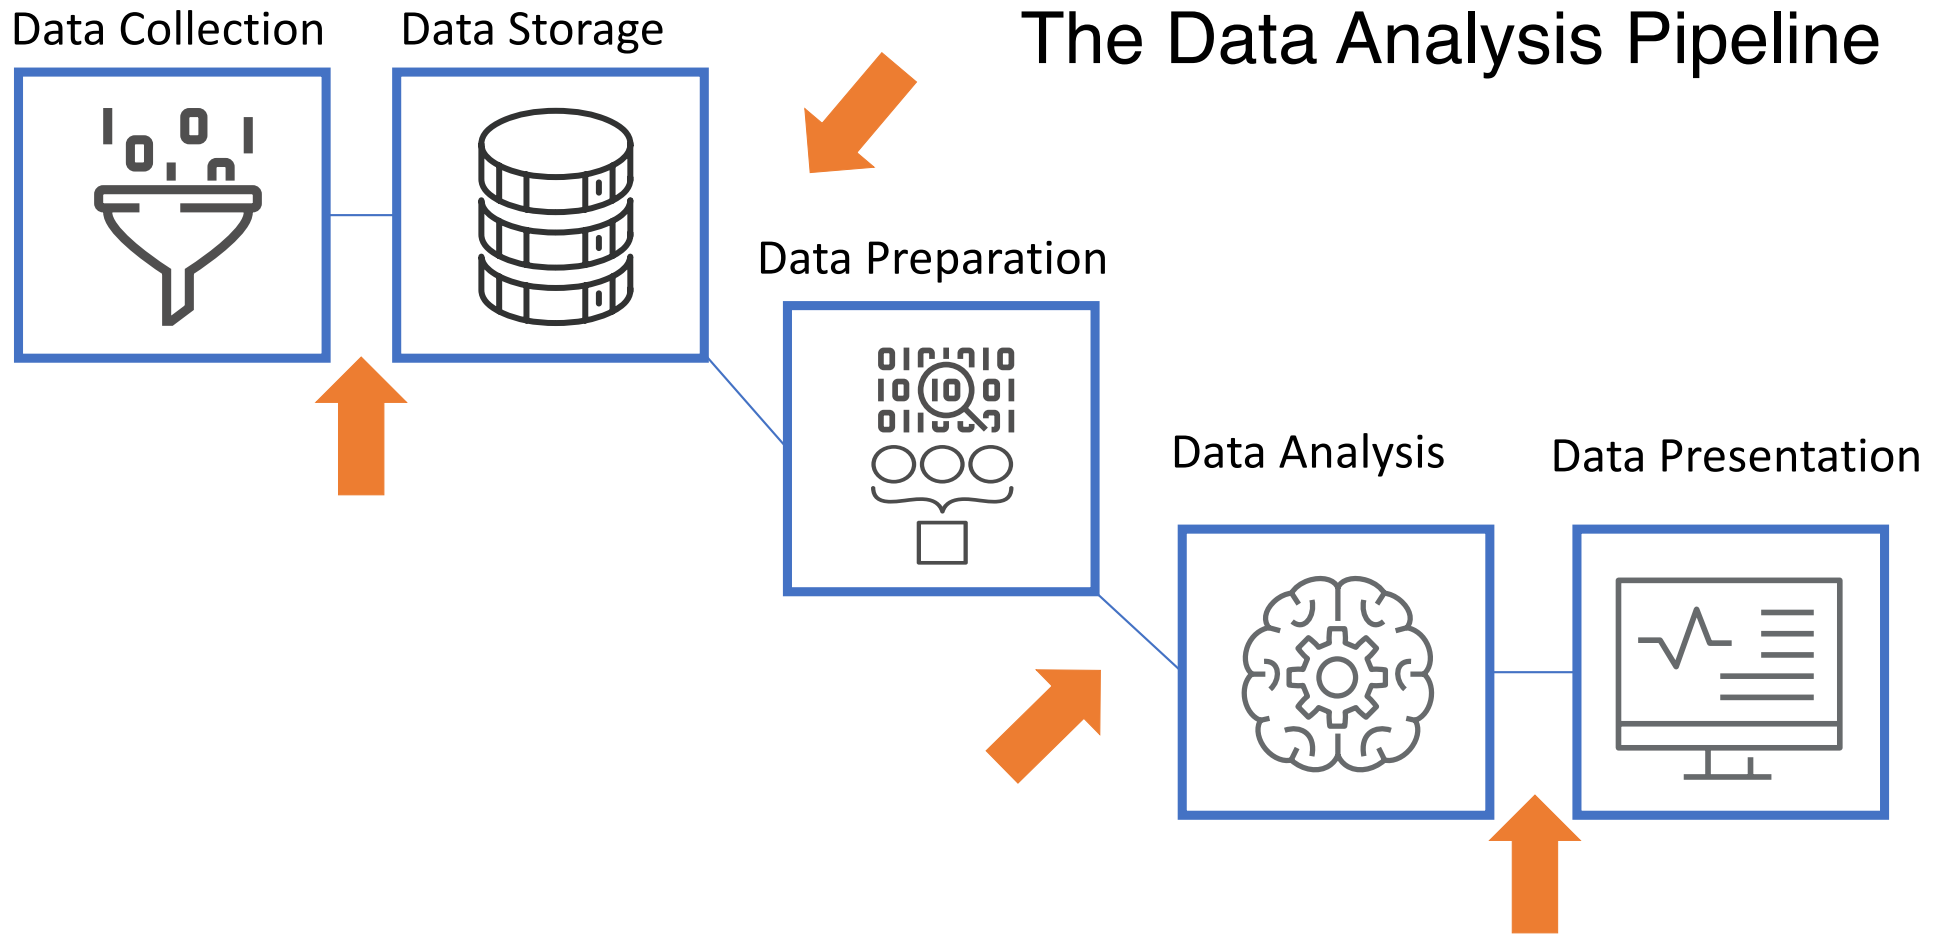 The Data Analysis Pipeline
Data Collection
Data Storage
Data Preparation
Data Analysis
Data Presentation